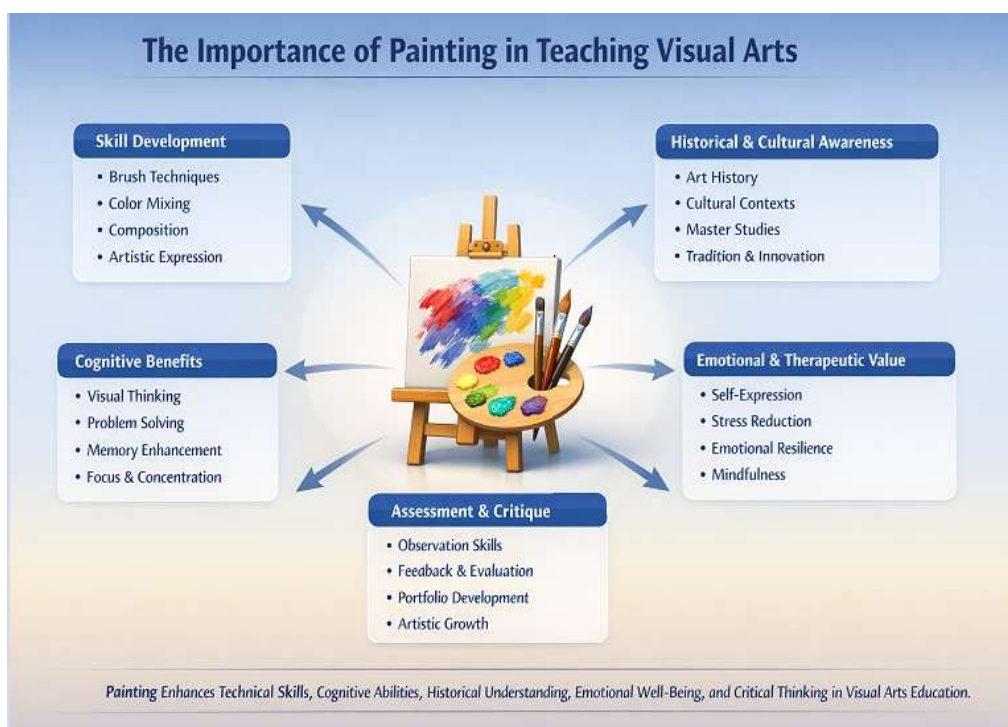 The Importance of Painting in Teaching Visual Arts
Skill Development
• Brush Techniques
• Color Mixing
• Composition
• Artistic Expression
Historical & Cultural Awareness
• Art History
• Cultural Contexts
• Master Studies
• Tradition & Innovation
Cognitive Benefits
• Visual Thinking
• Problem Solving
• Memory Enhancement
• Focus & Concentration
Emotional & Therapeutic Value
• Self-Expression
• Stress Reduction
• Emotional Resilience
• Mindfulness
Assessment & Critique
• Observation Skills
• Feedback & Evaluation
• Portfolio Development
• Artistic Growth
Painting Enhances Technical Skills, Cognitive Abilities, Historical Understanding, Emotional Well-Being, and Critical Thinking in Visual Arts Education.